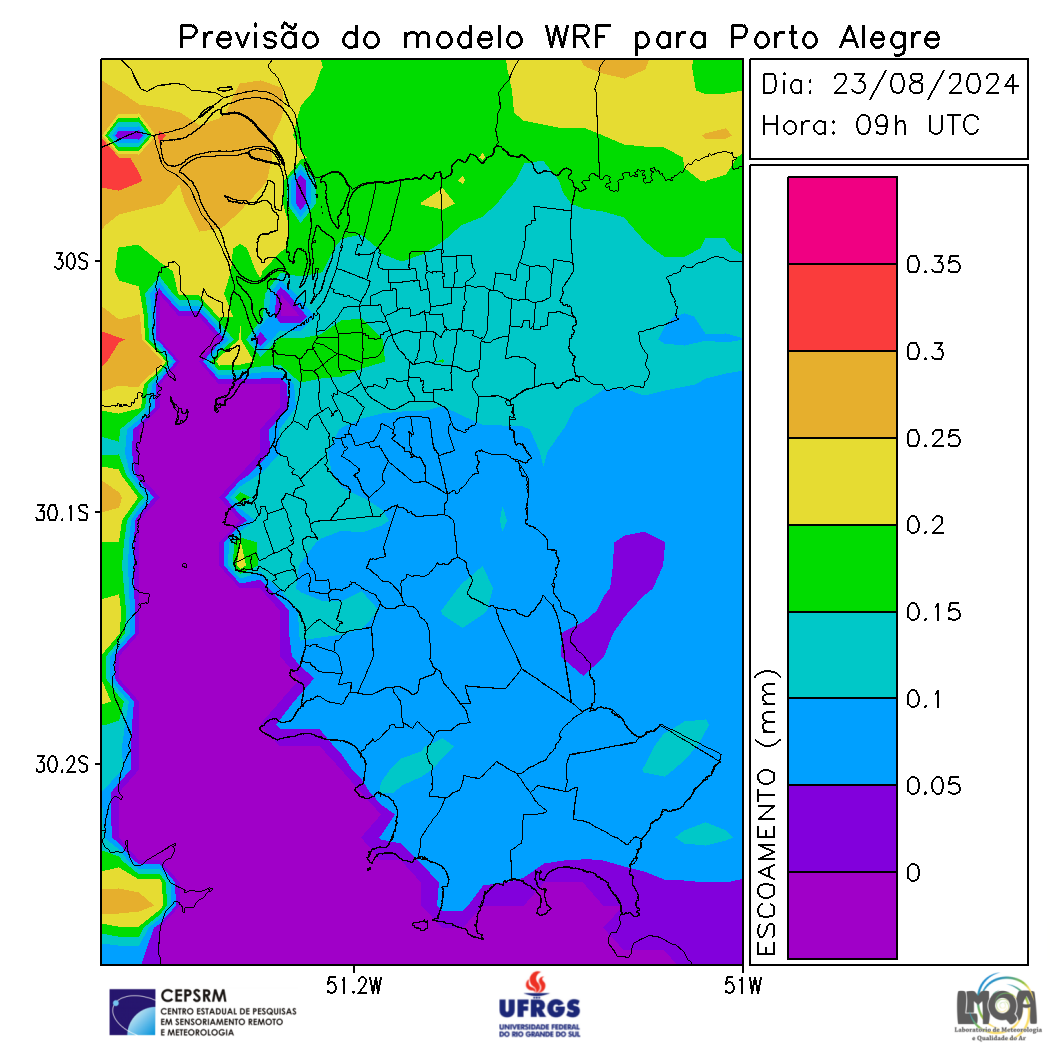 Previsão do modelo WRF para Porto Alegre
Dia: 23/08/2024
Hora: 09h UTC
30S
30.1S
30.2S
51.2W
51W
0.35
0.3
0.25
0.2
0.15
0.1
0.05
0
ESCOAMENTO (mm)
CEPSRM
CENTRO ESTADUAL DE PESQUISAS
EM SENSORIAMENTO REMOTO
E METEOROLOGIA
UFRGS
UNIVERSIDADE FEDERAL
DO RIO GRANDE DO SUL
LMQA
Laboratório de Meteorologia
e Qualidade do Ar